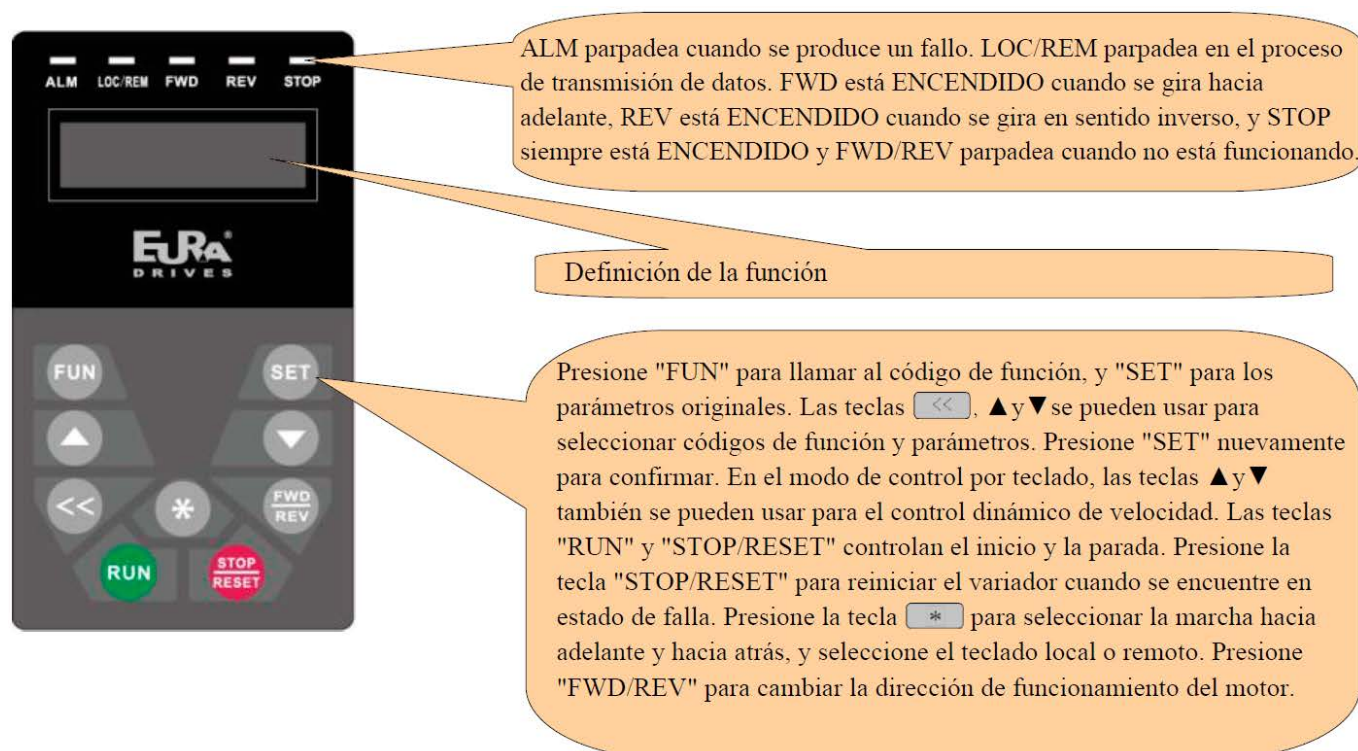 ALM LOC/REM FWD REV STOP
EURA®
DRIVES
FUN SET
<< * FWD
REV
RUN STOP
RESET
ALM parpadea cuando se produce un fallo. LOC/REM parpadea en el proceso
de transmisión de datos. FWD está ENCENDIDO cuando se gira hacia
adelante, REV está ENCENDIDO cuando se gira en sentido inverso, y STOP
siempre está ENCENDIDO y FWD/REV parpadea cuando no está funcionando.
Definición de la función
Presione "FUN" para llamar al código de función, y "SET" para los
parámetros originales. Las teclas <<, ▲y▼se pueden usar para
seleccionar códigos de función y parámetros. Presione "SET" nuevamente
para confirmar. En el modo de control por teclado, las teclas ▲y▼
también se pueden usar para el control dinámico de velocidad. Las teclas
"RUN" y "STOP/RESET" controlan el inicio y la parada. Presione la
tecla "STOP/RESET" para reiniciar el variador cuando se encuentre en
estado de falla. Presione la tecla * para seleccionar la marcha hacia
adelante y hacia atrás, y seleccione el teclado local o remoto. Presione
"FWD/REV" para cambiar la dirección de funcionamiento del motor.